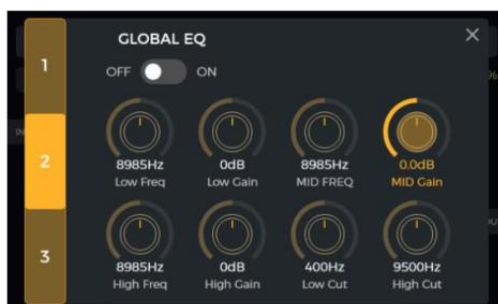 GLOBAL EQ
OFF ON
1
2
3
8985Hz 0dB 8985Hz 0.0dB
Low Freq Low Gain MID FREQ MID Gain
8985Hz 0dB 400Hz 9500Hz
High Freq High Gain Low Cut High Cut